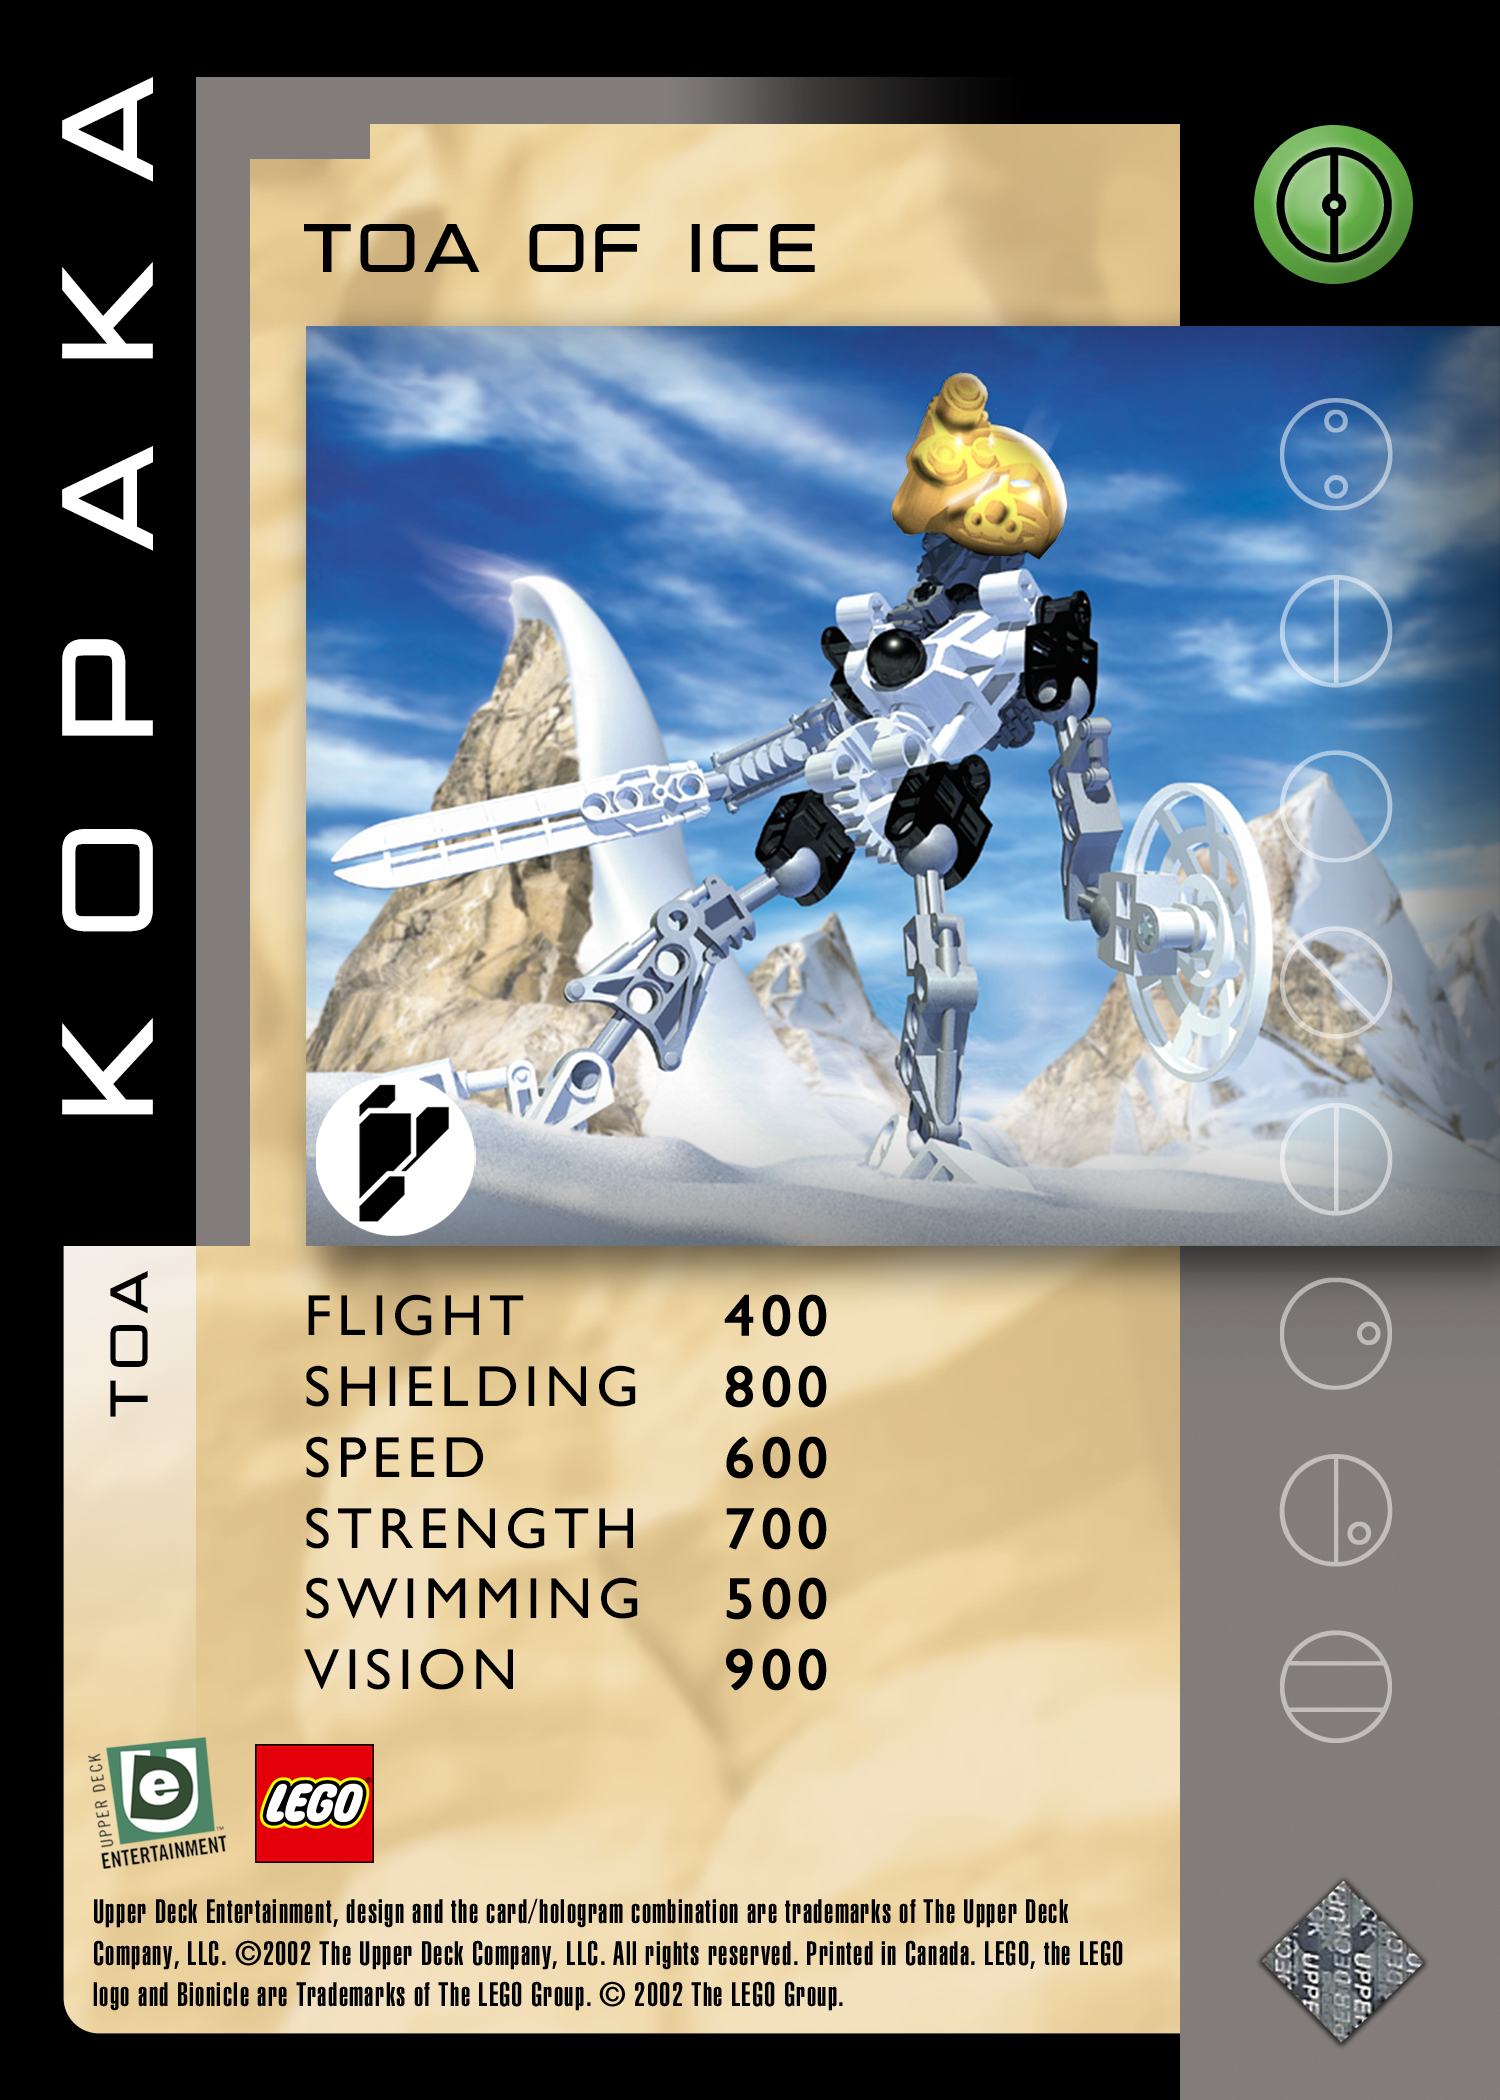 KOPAKA
TOA OF ICE
TOA
FLIGHT 400
SHIELDING 800
SPEED 600
STRENGTH 700
SWIMMING 500
VISION 900
UPPER DECK
ENTERTAINMENT
LEGO
Upper Deck Entertainment, design and the card/hologram combination are trademarks of The Upper Deck
Company, LLC. ©2002 The Upper Deck Company, LLC. All rights reserved. Printed in Canada. LEGO, the LEGO
logo and Bionicle are Trademarks of The LEGO Group. © 2002 The LEGO Group.